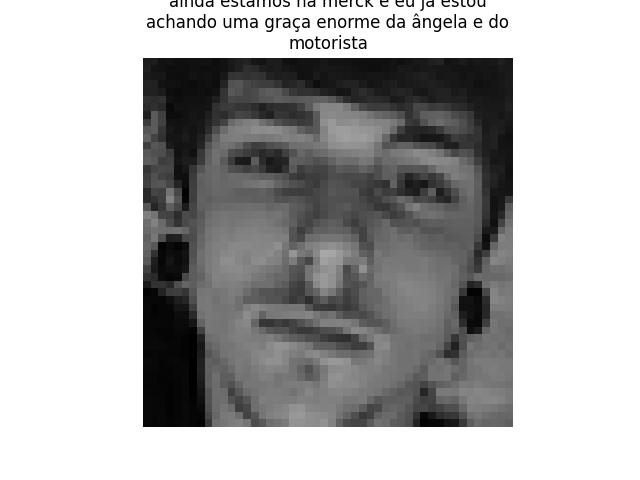 ainda estamos na merck e eu já estou
achando uma graça enorme da ângela e do
motorista